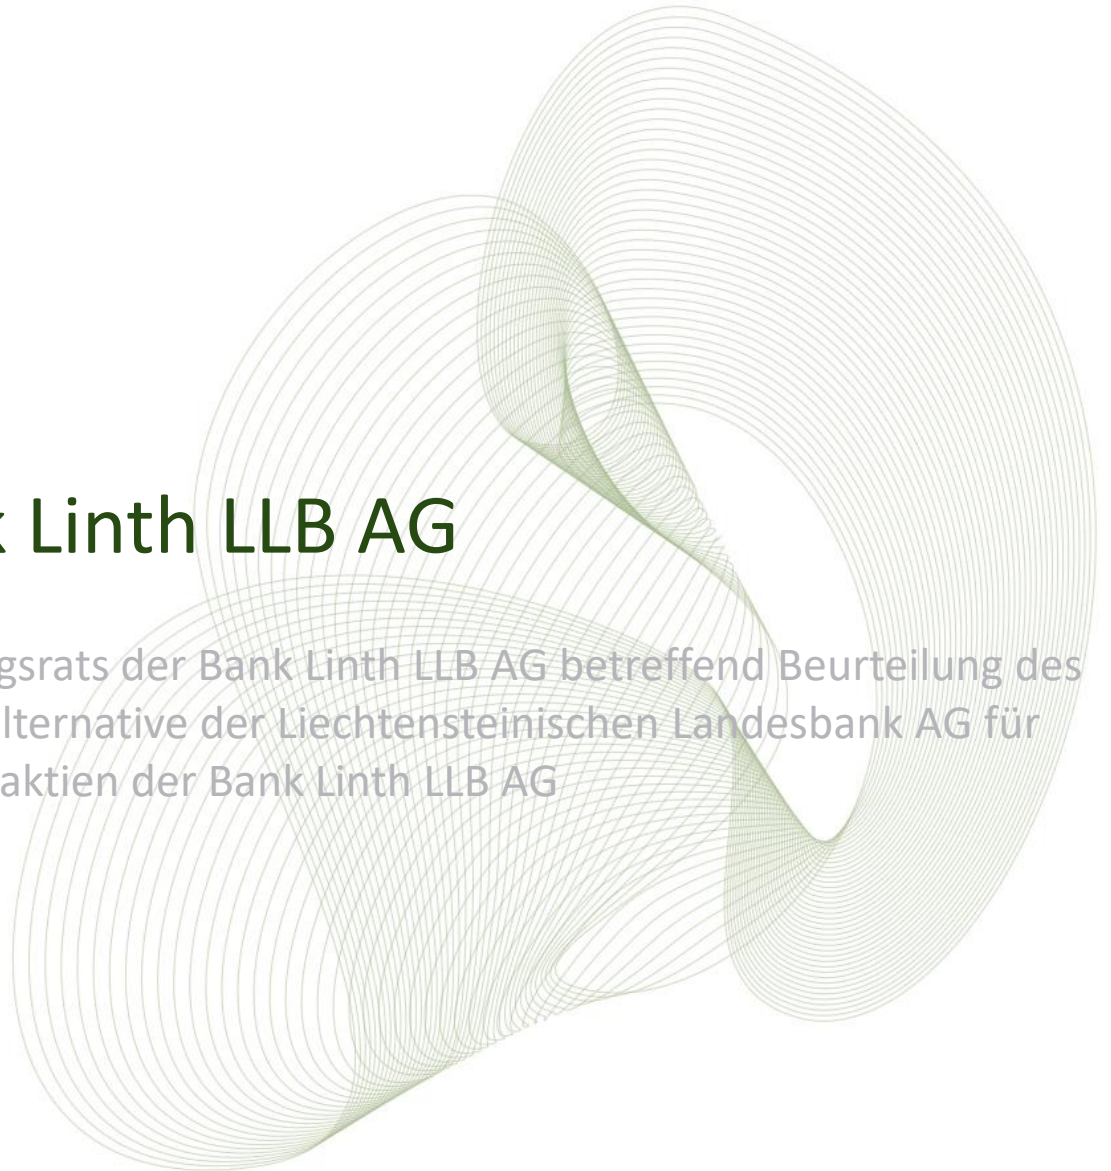 Linth LLB AG
gsrats der Bank Linth LLB AG betreffend Beurteilung des
lternative der Liechtensteinischen Landesbank AG für
aktien der Bank Linth LLB AG